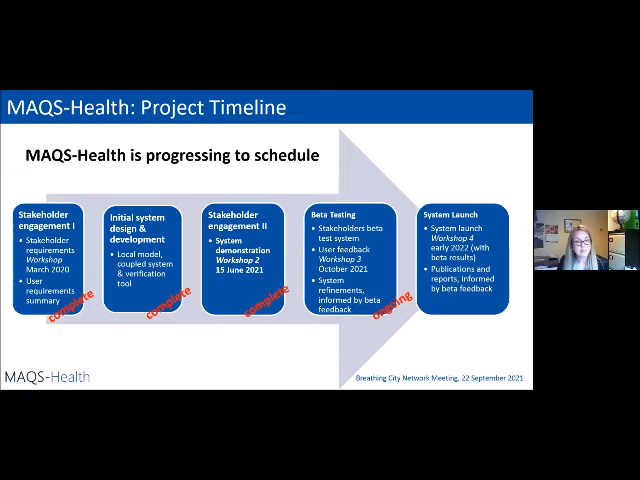 MAQS-Health: Project Timeline
MAQS-Health is progressing to schedule
Stakeholder
engagement I
• Stakeholder
requirements
Workshop
March 2020
• User
requirements
summary
complete
Initial system
design &
development
• Local model,
coupled system
& verification
tool
complete
Stakeholder
engagement II
• System
demonstration
Workshop 2
15 June 2021
complete
Beta Testing
• Stakeholders beta
test system
• User feedback
Workshop 3
October 2021
• System
refinements,
informed by beta
feedback
ongoing
System Launch
• System launch
Workshop 4
early 2022 (with
beta results)
• Publications and
reports, informed
by beta feedback
MAQS-Health
Breathing City Network Meeting, 22 September 2021